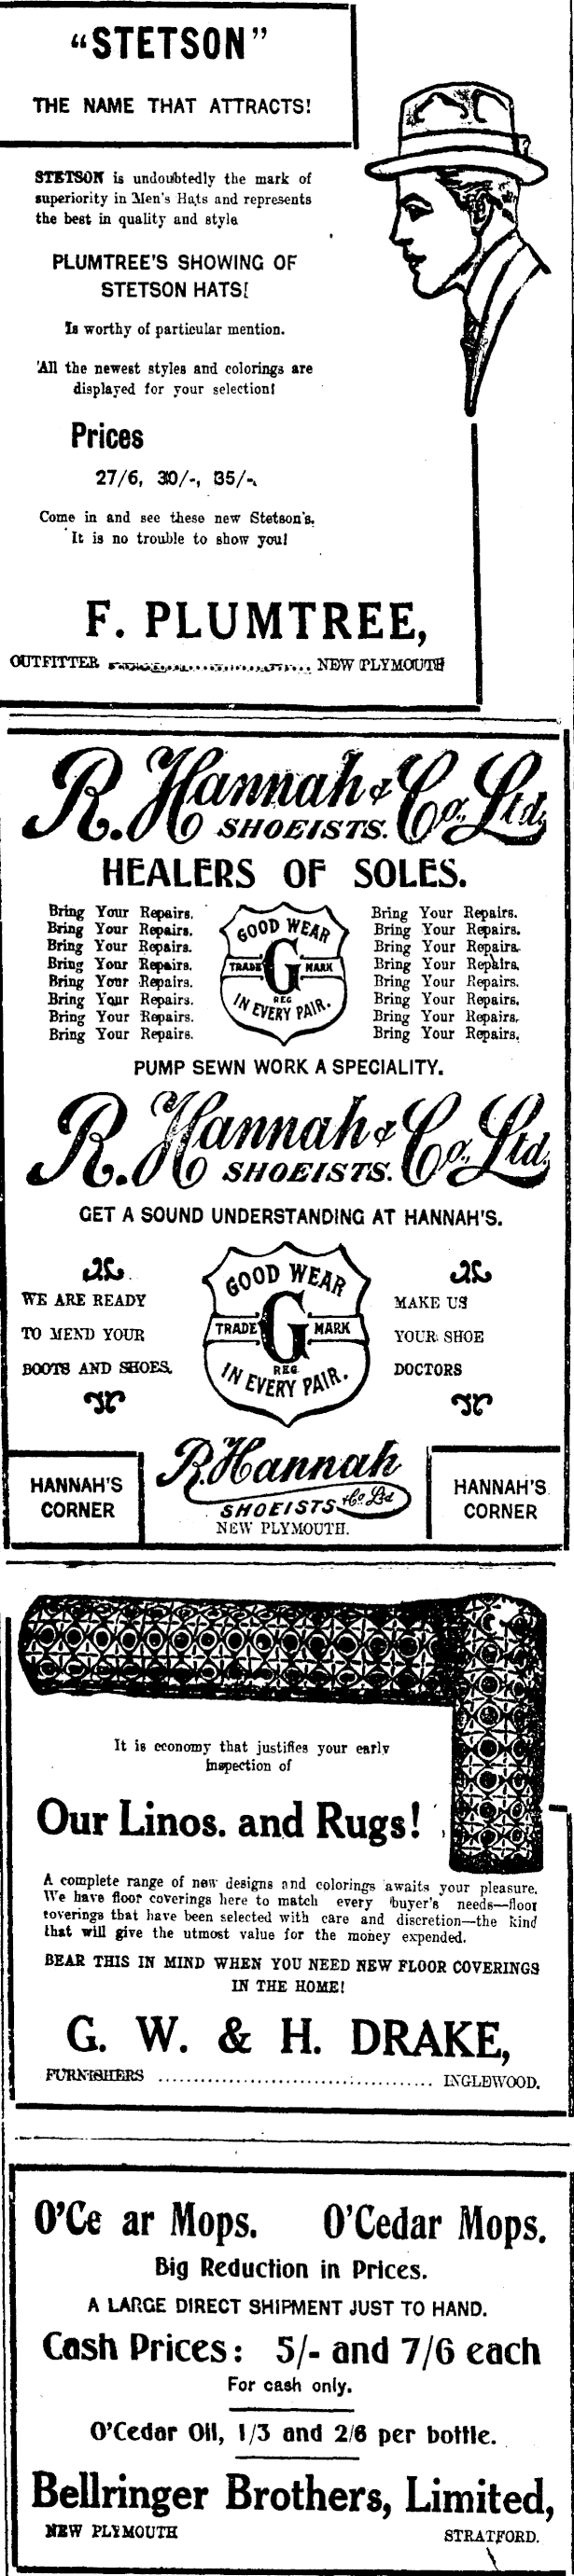 "STETSON"
THE NAME THAT ATTRACTS!
STETSON is undoubtedly the mark of
superiority in Men's Hats and represents
the best in quality and style
PLUMTREE'S SHOWING OF
STETSON HATS!
Is worthy of particular mention.
'All the newest styles and colorings are
displayed for your selection!
Prices
27/6, 30/-, 35/-.
Come in and see these new Stetson's.
It is no trouble to show you!
F. PLUMTREE,
OUTFITTER ........................ NEW PLYMOUTH
R. Hannah & Co., Ltd.
SHOEISTS.
HEALERS OF SOLES.
Bring Your Repairs.
Bring Your Repairs.
Bring Your Repairs.
Bring Your Repairs.
Bring Your Repairs.
Bring Your Repairs.
Bring Your Repairs.
Bring Your Repairs.
GOOD WEAR
TRADE G MARK
REG
IN EVERY PAIR.
Bring Your Repairs.
Bring Your Repairs.
Bring Your Repairs.
Bring Your Repairs.
Bring Your Repairs.
Bring Your Repairs.
Bring Your Repairs.
Bring Your Repairs.
PUMP SEWN WORK A SPECIALITY.
R. Hannah & Co., Ltd.
SHOEISTS.
GET A SOUND UNDERSTANDING AT HANNAH'S.
WE ARE READY
TO MEND YOUR
BOOTS AND SHOES.
GOOD WEAR
TRADE G MARK
REG
IN EVERY PAIR.
MAKE US
YOUR SHOE
DOCTORS
HANNAH'S
CORNER
R. Hannah
SHOEISTS & Co. Ltd
NEW PLYMOUTH.
HANNAH'S
CORNER
It is economy that justifies your early
inspection of
Our Linos. and Rugs!
A complete range of new designs and colorings awaits your pleasure.
We have floor coverings here to match every buyer's needs—floor
coverings that have been selected with care and discretion—the kind
that will give the utmost value for the money expended.
BEAR THIS IN MIND WHEN YOU NEED NEW FLOOR COVERINGS
IN THE HOME!
G. W. & H. DRAKE,
FURNISHERS ........................ INGLEWOOD.
O'Ce ar Mops. O'Cedar Mops.
Big Reduction in Prices.
A LARGE DIRECT SHIPMENT JUST TO HAND.
Cash Prices: 5/- and 7/6 each
For cash only.
O'Cedar Oil, 1/3 and 2/6 per bottle.
Bellringer Brothers, Limited,
NEW PLYMOUTH STRATFORD.